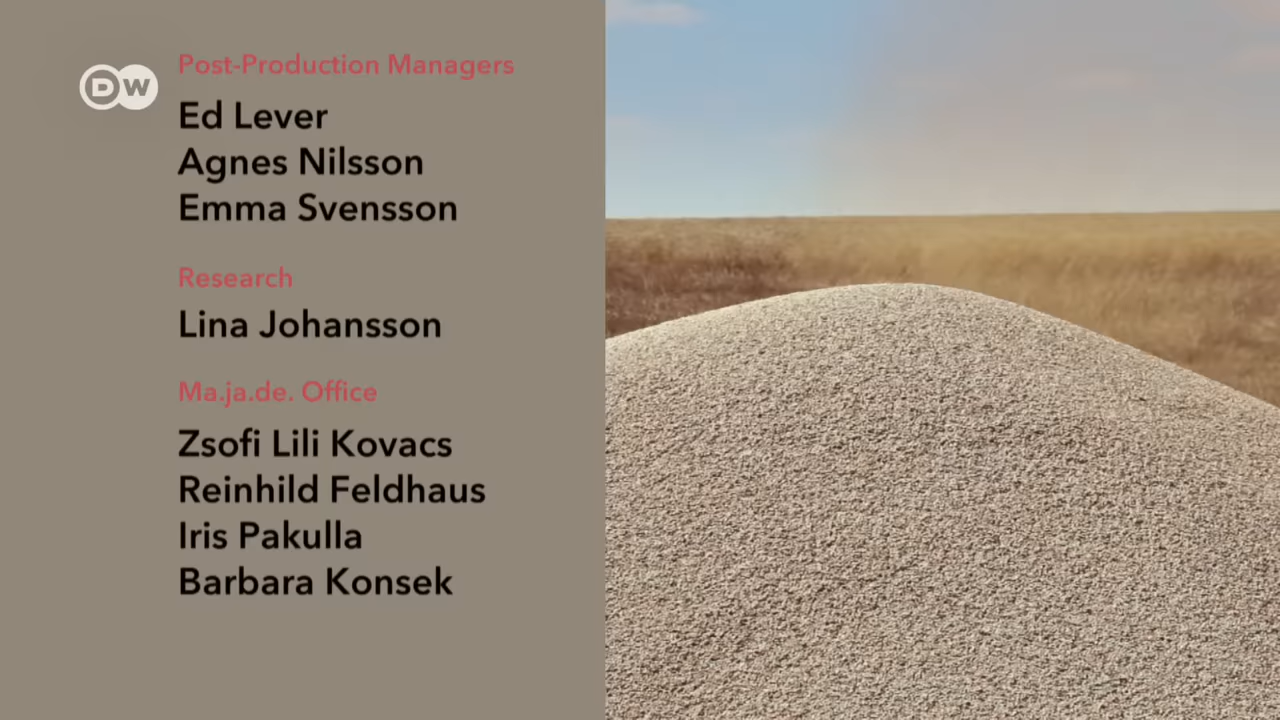 DW
Post-Production Managers
Ed Lever
Agnes Nilsson
Emma Svensson
Research
Lina Johansson
Ma.ja.de. Office
Zsofi Lili Kovacs
Reinhild Feldhaus
Iris Pakulla
Barbara Konsek